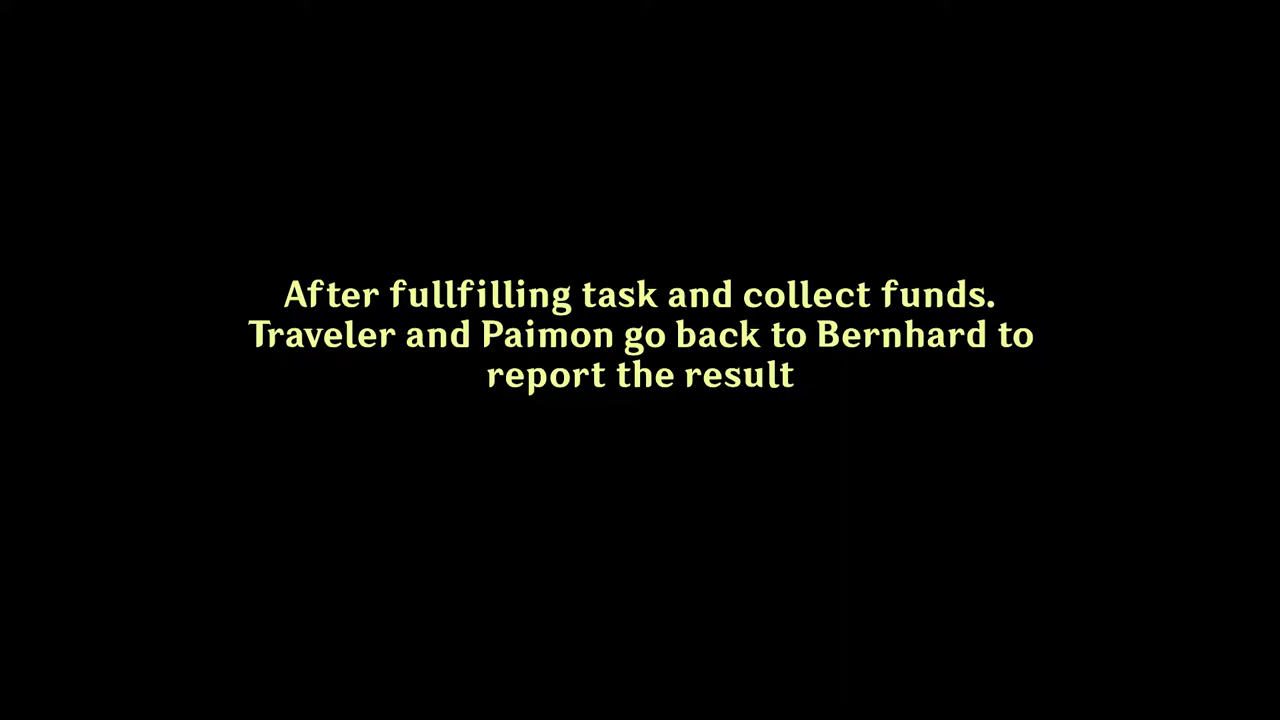 After fullfilling task and collect funds.
Traveler and Paimon go back to Bernhard to
report the result